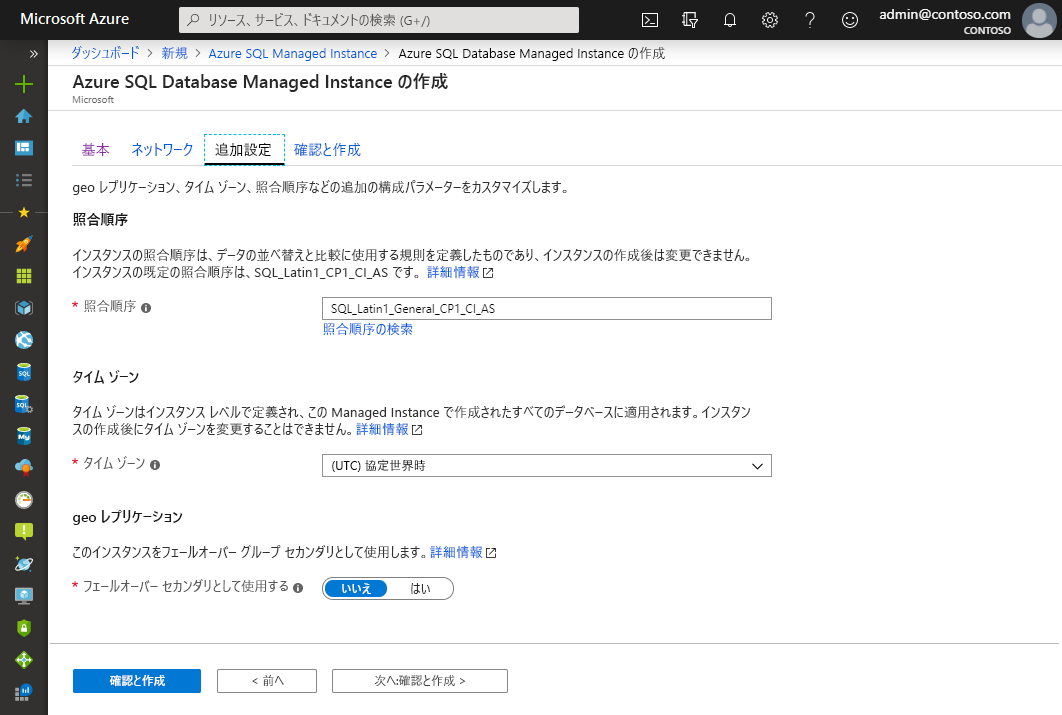 Microsoft Azure
リソース、サービス、ドキュメントの検索 (G+/)
admin@contoso.com
CONTOSO
ダッシュボード > 新規 > Azure SQL Managed Instance > Azure SQL Database Managed Instance の作成
Azure SQL Database Managed Instance の作成
Microsoft
基本 ネットワーク 追加設定 確認と作成
geo レプリケーション、タイム ゾーン、照合順序などの追加の構成パラメーターをカスタマイズします。
照合順序
インスタンスの照合順序は、データの並べ替えと比較に使用する規則を定義したものであり、インスタンスの作成後は変更できません。
インスタンスの既定の照合順序は、SQL_Latin1_CP1_CI_AS です。 詳細情報
* 照合順序
SQL_Latin1_General_CP1_CI_AS
照合順序の検索
タイム ゾーン
タイム ゾーンはインスタンス レベルで定義され、この Managed Instance で作成されたすべてのデータベースに適用されます。インスタン
スの作成後にタイム ゾーンを変更することはできません。詳細情報
* タイム ゾーン
(UTC) 協定世界時
geo レプリケーション
このインスタンスをフェールオーバー グループ セカンダリとして使用します。詳細情報
* フェールオーバー セカンダリとして使用する
いいえ はい
確認と作成
< 前へ
次へ:確認と作成 >